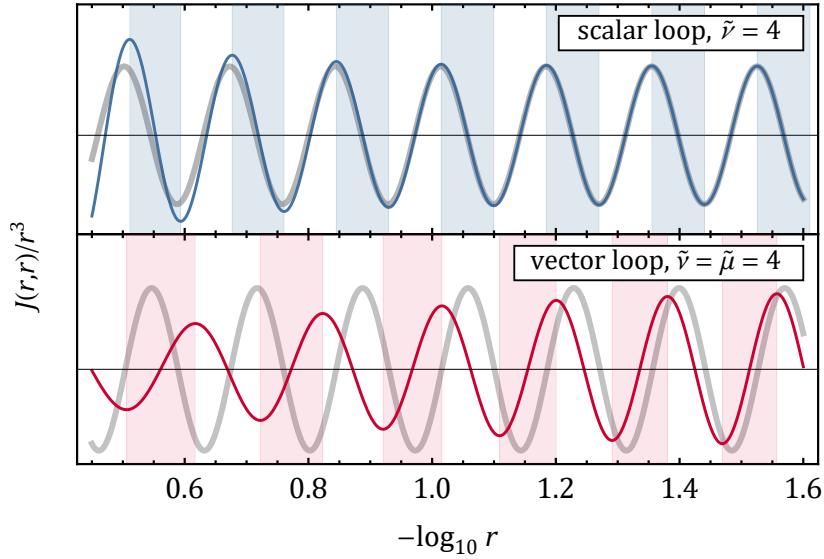 scalar loop, ν̃ = 4
J(r,r)/r³
vector loop, ν̃ = μ̃ = 4
0.6 0.8 1.0 1.2 1.4 1.6
−log₁₀ r